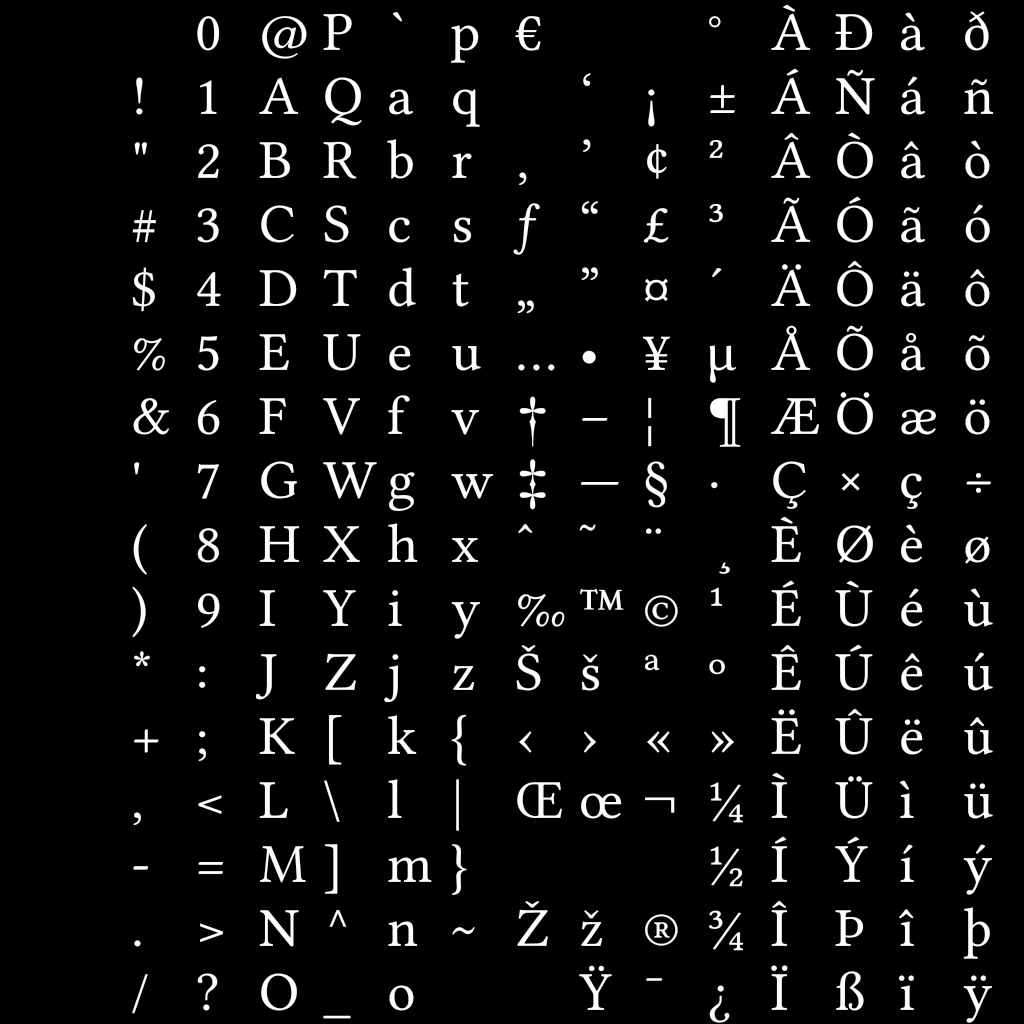 0 @ P ` p € ° À Ð à ð
! 1 A Q a q ‘ ¡ ± Á Ñ á ñ
" 2 B R b r ‚ ’ ¢ ² Â Ò â ò
# 3 C S c s ƒ “ £ ³ Ã Ó ã ó
$ 4 D T d t „ ” ¤ ´ Ä Ô ä ô
% 5 E U e u … • ¥ µ Å Õ å õ
& 6 F V f v † – ¦ ¶ Æ Ö æ ö
' 7 G W g w ‡ — § · Ç × ç ÷
( 8 H X h x ˆ ˜ ¨ ¸ È Ø è ø
) 9 I Y i y ‰ ™ © ¹ É Ù é ù
* : J Z j z Š š ª º Ê Ú ê ú
+ ; K [ k { ‹ › « » Ë Û ë û
, < L \ l | Œ œ ¬ ¼ Ì Ü ì ü
- = M ] m } ½ Í Ý í ý
. > N ^ n ~ Ž ž ® ¾ Î Þ î þ
/ ? O _ o Ÿ ¯ ¿ Ï ß ï ÿ